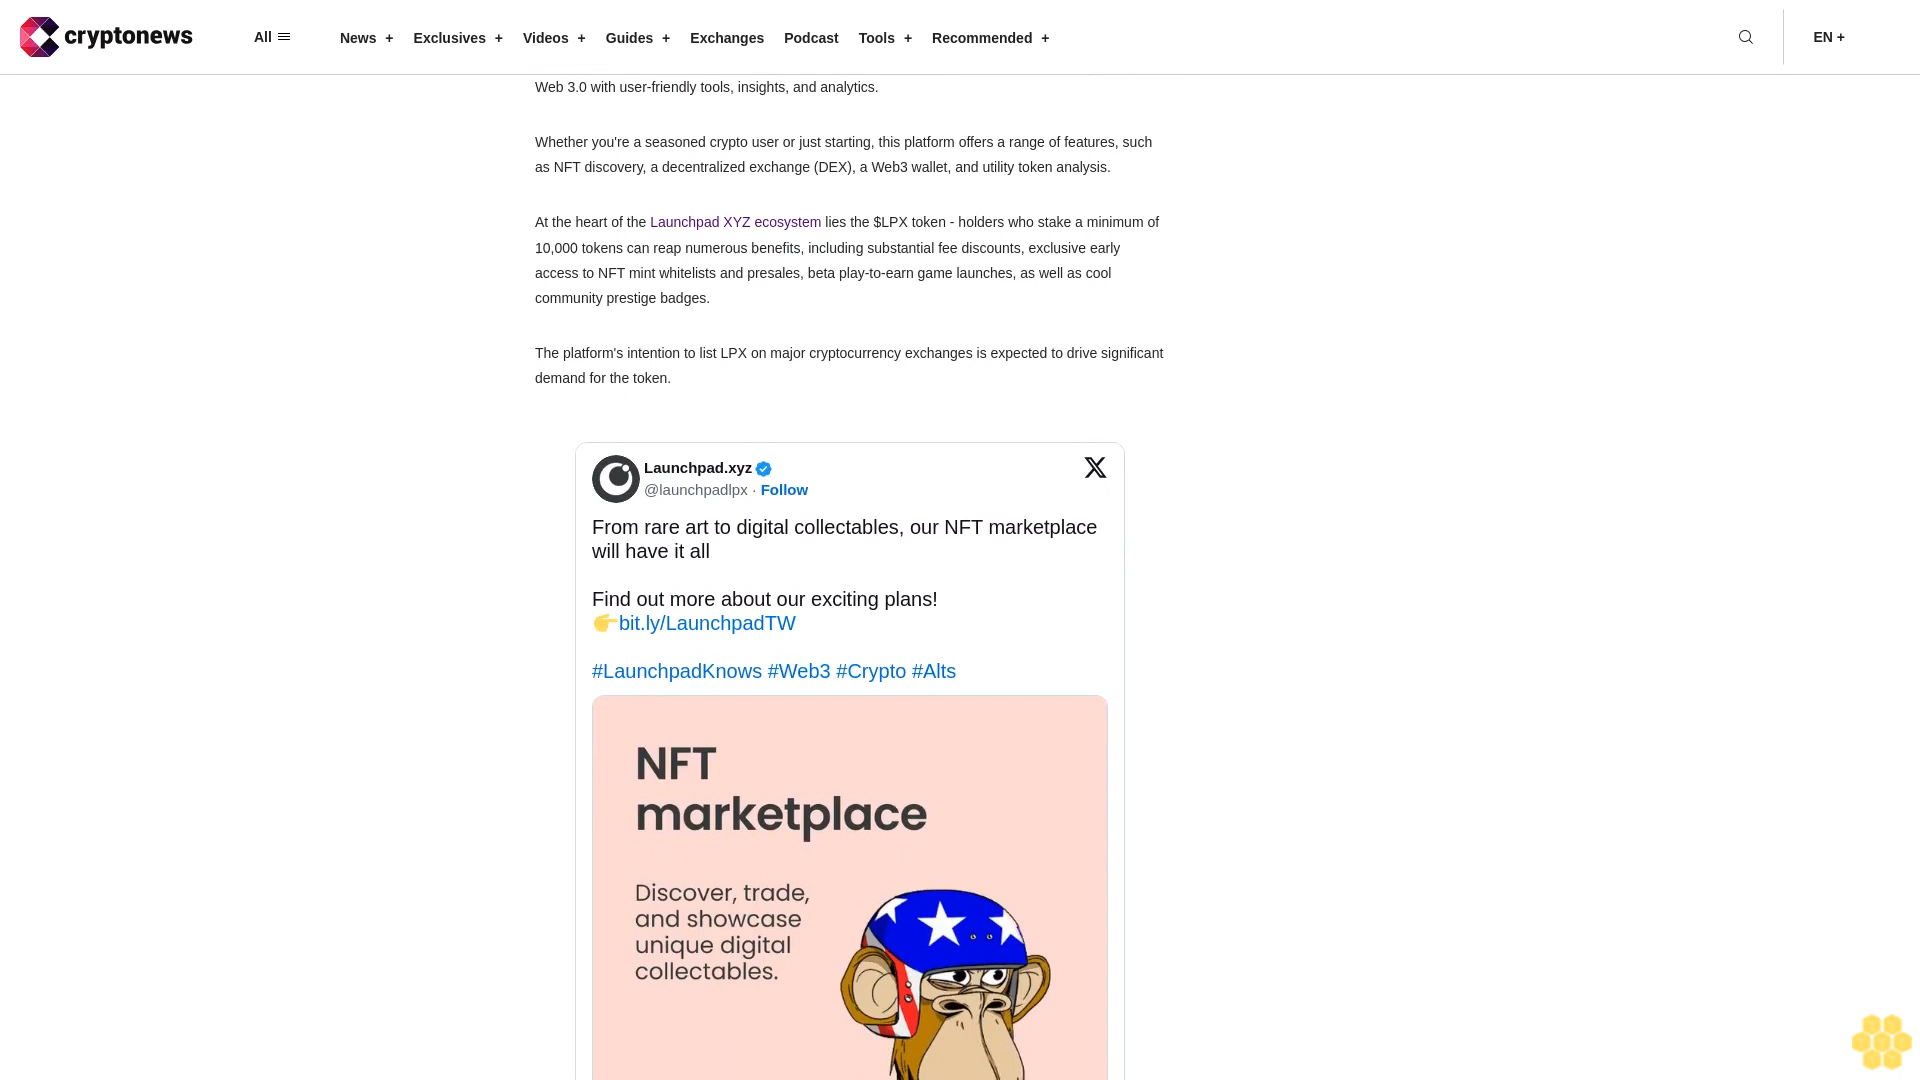 cryptonews
All
News +
Exclusives +
Videos +
Guides +
Exchanges
Podcast
Tools +
Recommended +
EN +
Web 3.0 with user-friendly tools, insights, and analytics.
Whether you're a seasoned crypto user or just starting, this platform offers a range of features, such
as NFT discovery, a decentralized exchange (DEX), a Web3 wallet, and utility token analysis.
At the heart of the Launchpad XYZ ecosystem lies the $LPX token - holders who stake a minimum of
10,000 tokens can reap numerous benefits, including substantial fee discounts, exclusive early
access to NFT mint whitelists and presales, beta play-to-earn game launches, as well as cool
community prestige badges.
The platform's intention to list LPX on major cryptocurrency exchanges is expected to drive significant
demand for the token.
Launchpad.xyz
@launchpadlpx · Follow
From rare art to digital collectables, our NFT marketplace
will have it all
Find out more about our exciting plans!
👉bit.ly/LaunchpadTW
#LaunchpadKnows #Web3 #Crypto #Alts
NFT
marketplace
Discover, trade,
and showcase
unique digital
collectables.